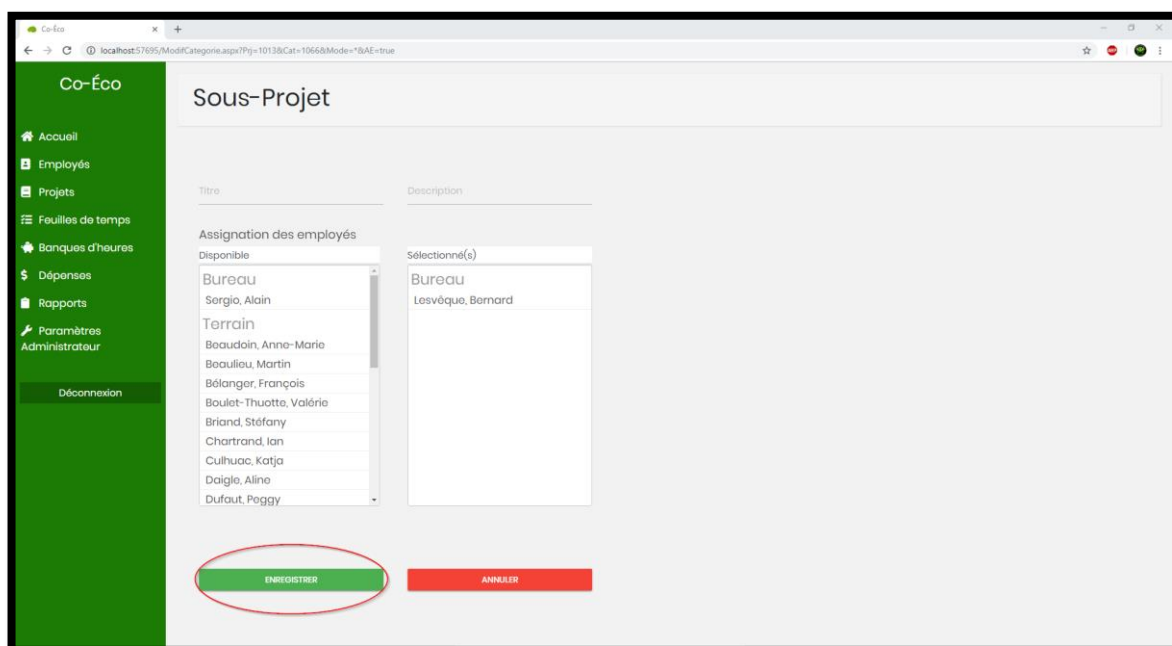 Co-Éco
localhost:57695/ModifCategorie.aspx?Prj=1013&Cat=1066&Mode=*&AE=true
Co-Éco
Sous-Projet
Accueil
Employés
Projets
Feuilles de temps
Banques d'heures
Dépenses
Rapports
Paramètres
Administrateur
Déconnexion
Titre
Description
Assignation des employés
Disponible
Sélectionné(s)
Bureau
Sergio, Alain
Terrain
Beaudoin, Anne-Marie
Beaulieu, Martin
Bélanger, François
Boulet-Thuotte, Valérie
Briand, Stéfany
Chartrand, Ian
Culhuac, Katja
Daigle, Aline
Dufaut, Peggy
Bureau
Lesvêque, Bernard
ENREGISTRER
ANNULER